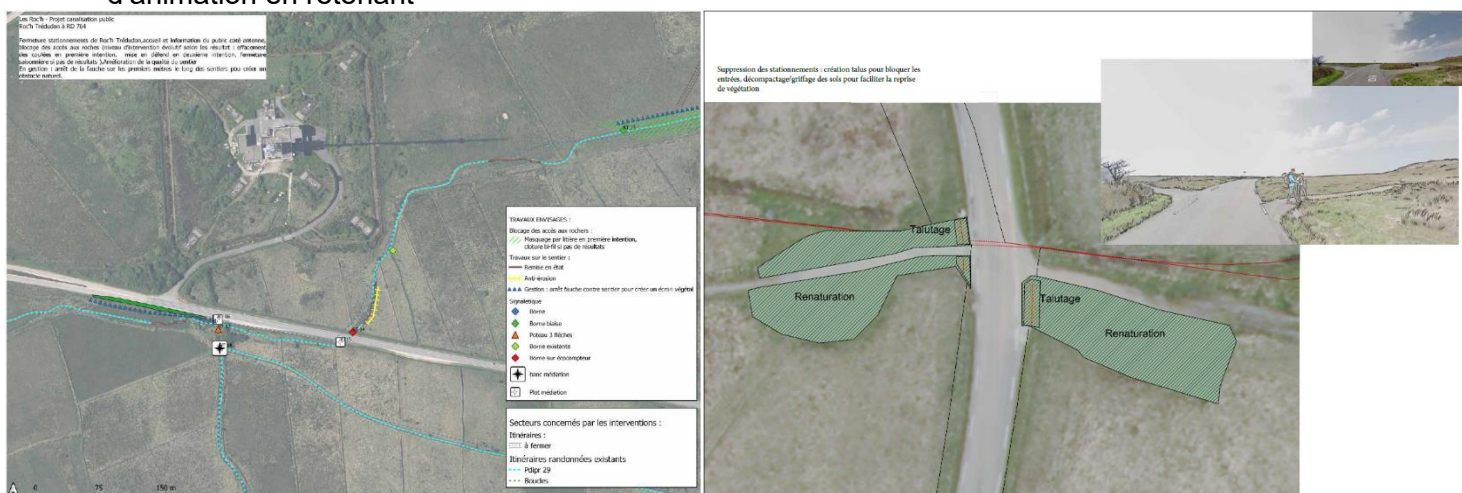 d'animation en retenant
Les Roc'h - Projet canalisation public
Roc'h Trédudon à RD 764
Fermeture stationnements de Roc'h Trédudon,accueil et information du public coté antenne,
blocage des accès aux roches (niveau d'intervention évolutif selon les résultat : effacement
des coulées en première intention, mise en défend en deuxième intention, fermeture
saisonnière si pas de résultats ).Amélioration de la qualité du sentier
En gestion : arrêt de la fauche sur les premiers mètres le long des sentiers pou créer un
obstacle naturel.
TRAVAUX ENVISAGES :
Blocage des accès aux rochers :
Masquage par litière en première intention,
cloture bi-fil si pas de résultats
Travaux sur le sentier :
Remise en état
Anti-érosion
Gestion : arrêt fauche contre sentier pour créer un écran végétal
Signalétique
Borne
Borne biaise
Poteau 3 flèches
Borne existante
Borne sur écocompteur
banc médiation
Plot médiation
Secteurs concernés par les interventions :
Itinéraires :
à fermer
Itinéraires randonnées existants
Pdipr 29
Boucles
0 75 150 m
Suppression des stationnements : création talus pour bloquer les
entrées, décompactage/griffage des sols pour faciliter la reprise
de végétation
Talutage
Renaturation
Talutage
Renaturation